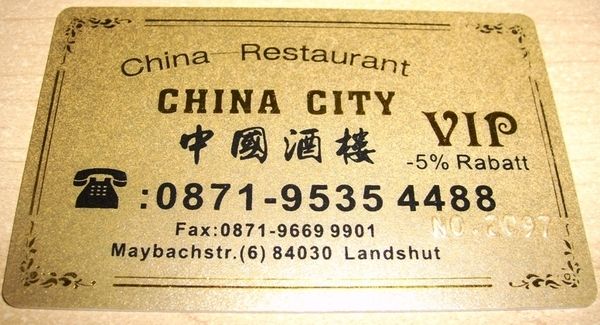 China Restaurant
CHINA CITY
中國酒樓
VIP
-5% Rabatt
:0871-9535 4488
Fax:0871-9669 9901
NO.2097
Maybachstr.(6) 84030 Landshut